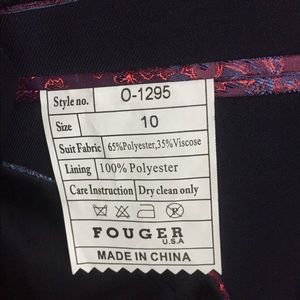 Style no. O-1295
Size 10
Suit Fabric 65%Polyester,35%Viscose
Lining 100% Polyester
Care Instruction Dry clean only
FOUGER
U.S.A
MADE IN CHINA